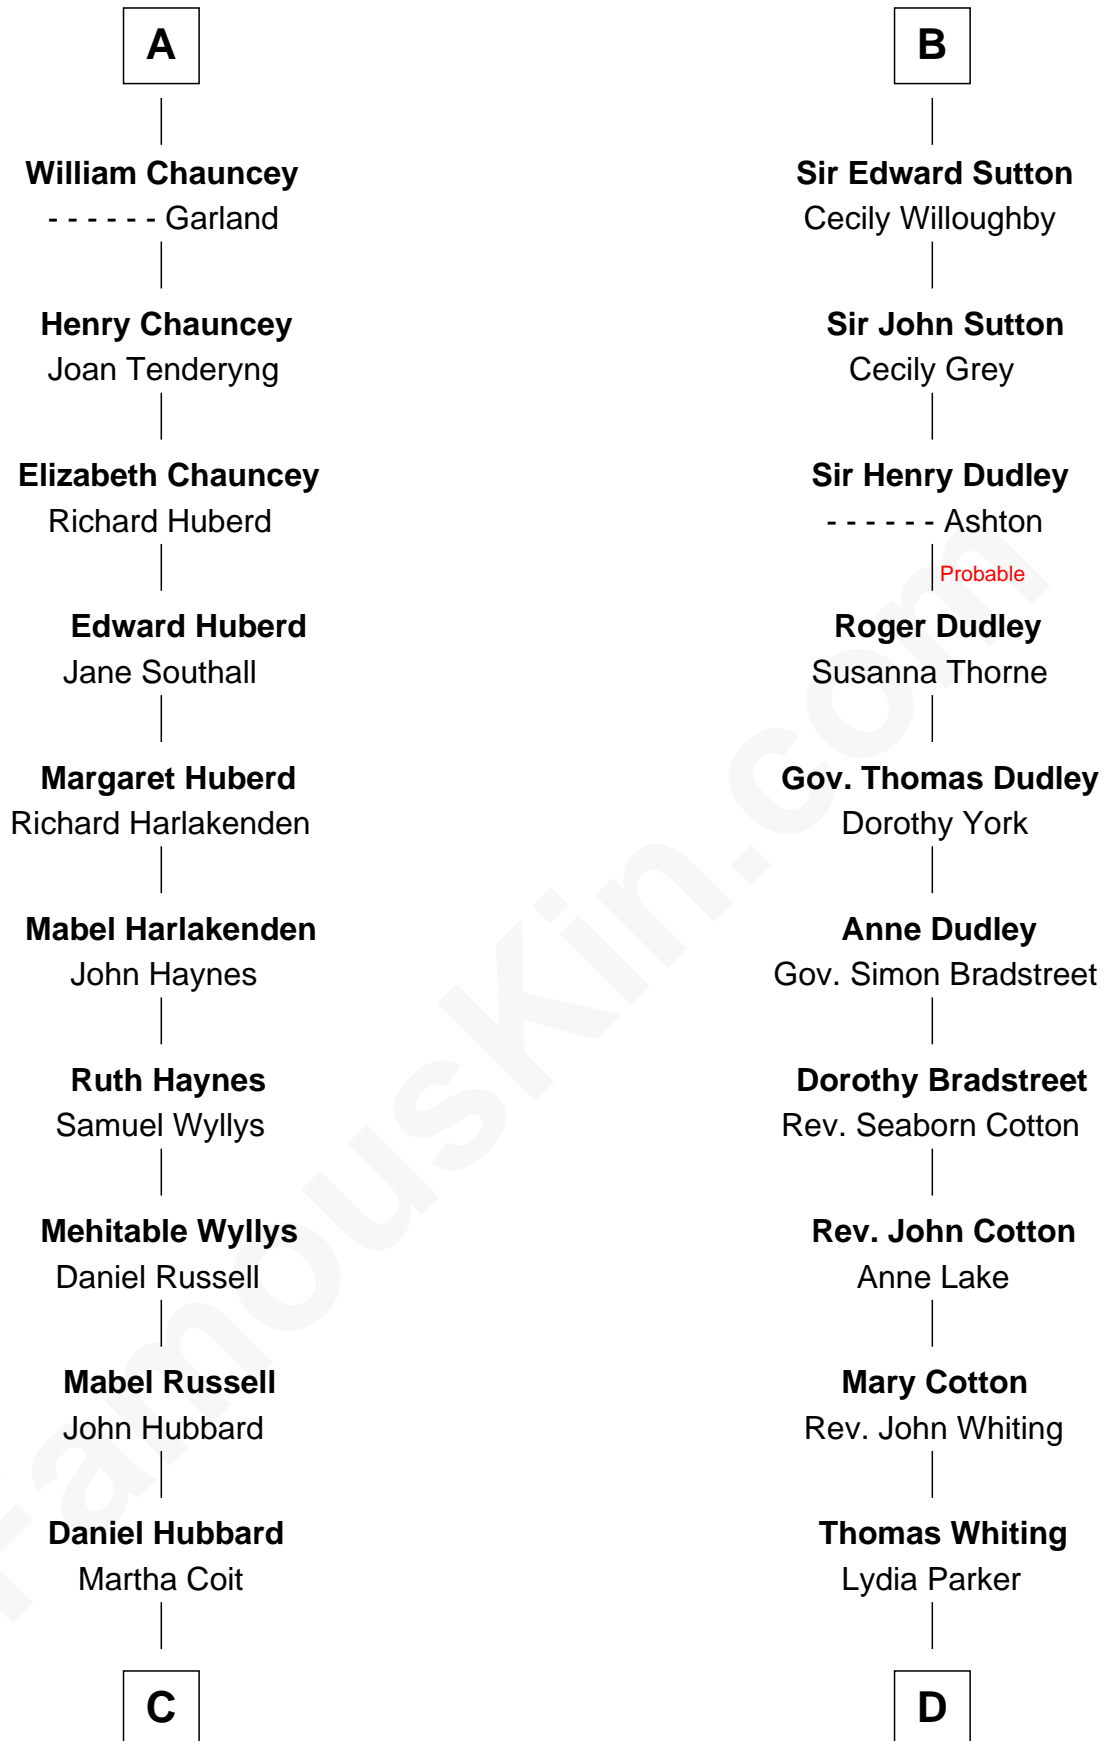 A
William Chauncey
- - - - - - Garland
Henry Chauncey
Joan Tenderyng
Elizabeth Chauncey
Richard Huberd
Edward Huberd
Jane Southall
Margaret Huberd
Richard Harlakenden
Mabel Harlakenden
John Haynes
Ruth Haynes
Samuel Wyllys
Mehitable Wyllys
Daniel Russell
Mabel Russell
John Hubbard
Daniel Hubbard
Martha Coit
C
B
Sir Edward Sutton
Cecily Willoughby
Sir John Sutton
Cecily Grey
Sir Henry Dudley
- - - - - - Ashton
Probable
Roger Dudley
Susanna Thorne
Gov. Thomas Dudley
Dorothy York
Anne Dudley
Gov. Simon Bradstreet
Dorothy Bradstreet
Rev. Seaborn Cotton
Rev. John Cotton
Anne Lake
Mary Cotton
Rev. John Whiting
Thomas Whiting
Lydia Parker
D
FamousKin.com